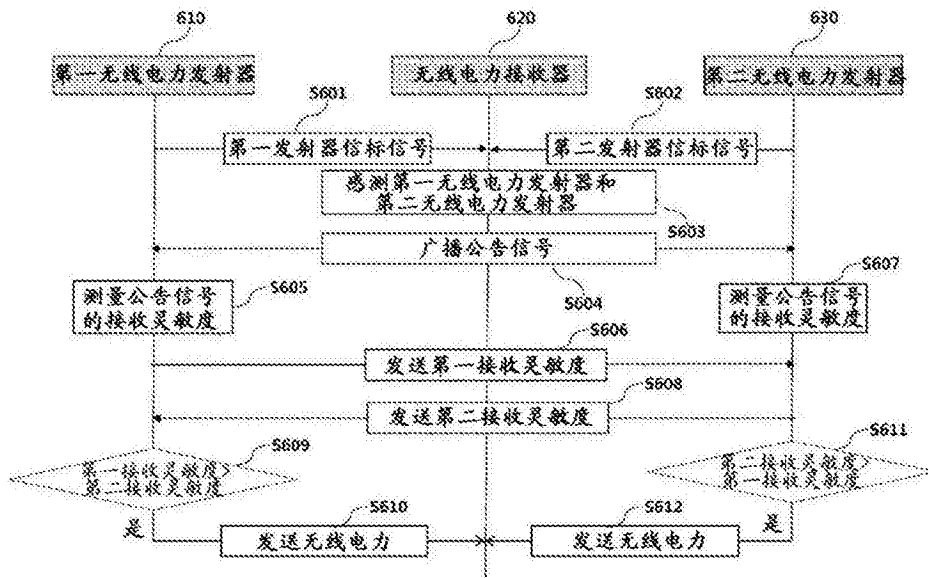 610
620
630
第一无线电力发射器
无线电力接收器
第二无线电力发射器
S601
S602
第一发射器信标信号
第二发射器信标信号
感测第一无线电力发射器和
第二无线电力发射器
S603
广播公告信号
S604
S605
测量公告信号
的接收灵敏度
S607
测量公告信号
的接收灵敏度
S606
发送第一接收灵敏度
S608
发送第二接收灵敏度
S609
第一接收灵敏度>
第二接收灵敏度
S611
第二接收灵敏度>
第一接收灵敏度
是
S610
发送无线电力
S612
发送无线电力
是